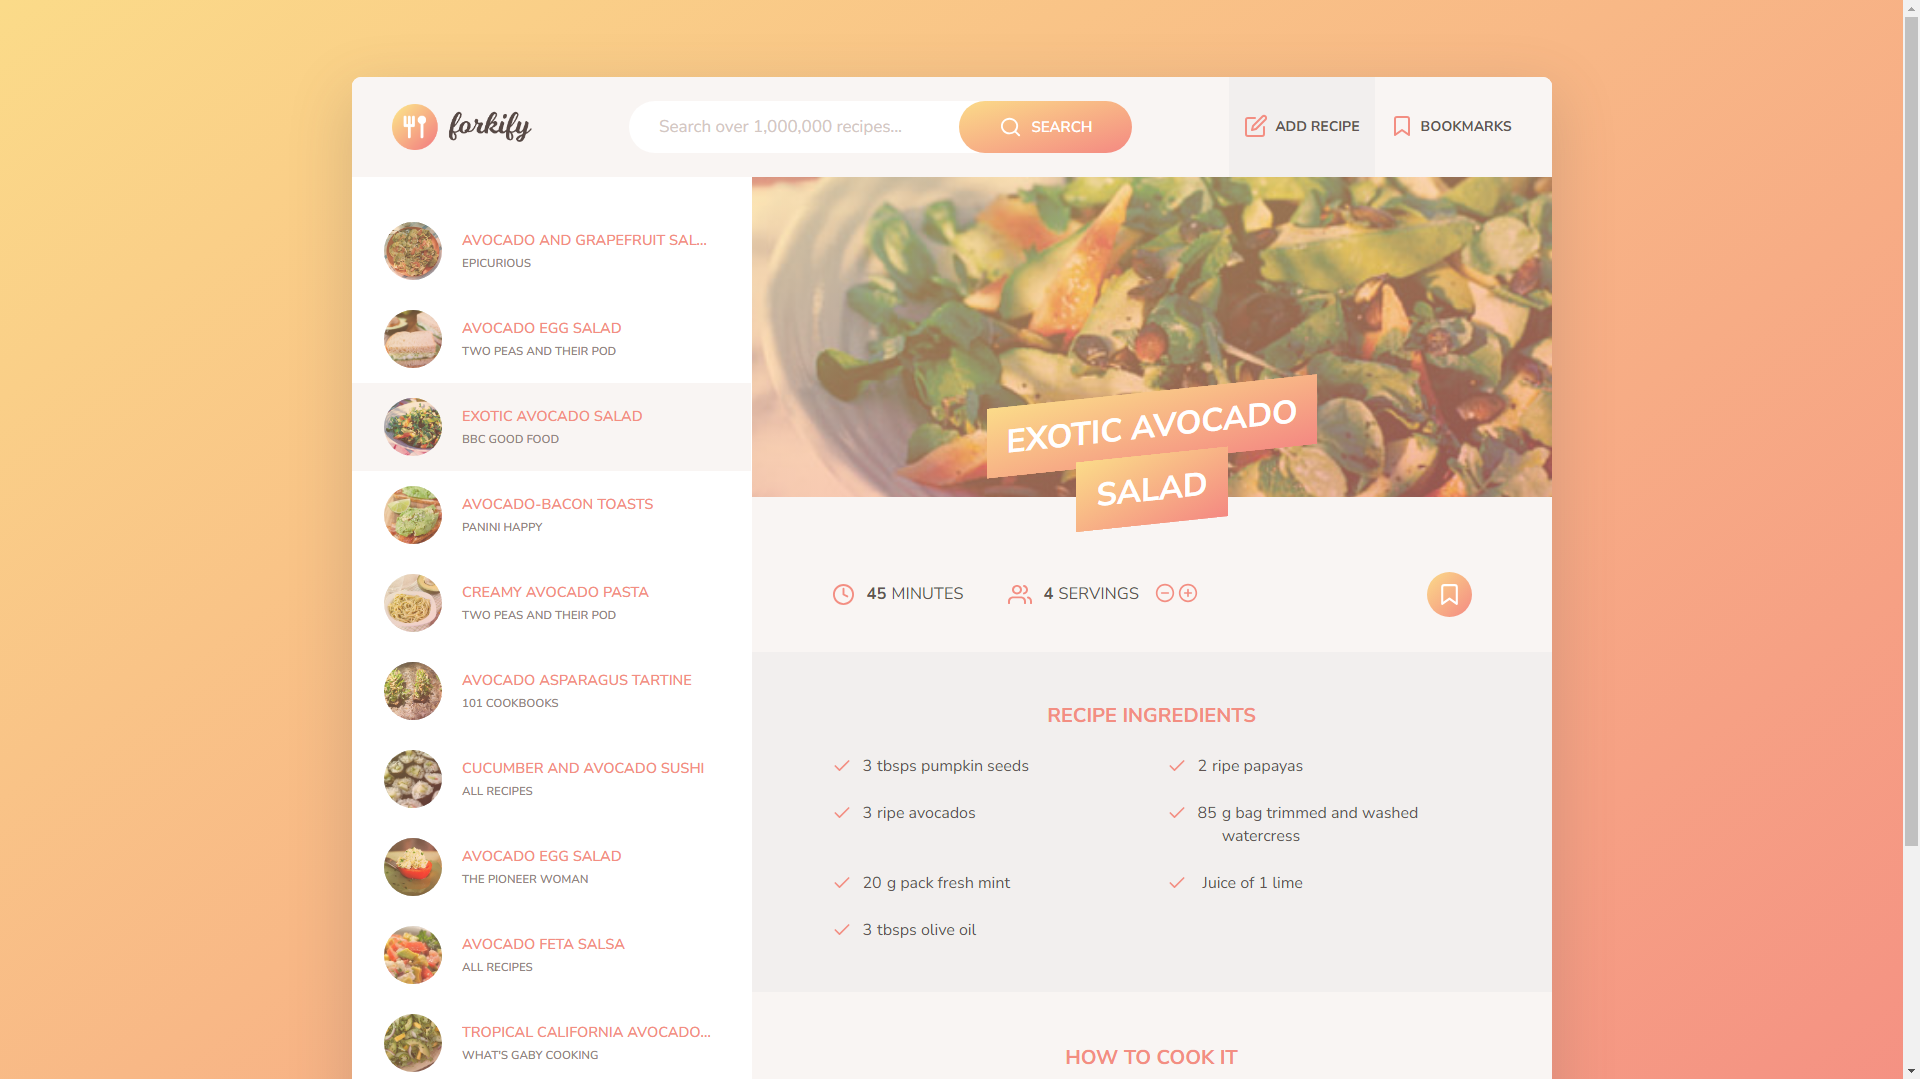 forkify
Search over 1,000,000 recipes...
SEARCH
ADD RECIPE
BOOKMARKS
AVOCADO AND GRAPEFRUIT SAL...
EPICURIOUS
AVOCADO EGG SALAD
TWO PEAS AND THEIR POD
EXOTIC AVOCADO SALAD
BBC GOOD FOOD
AVOCADO-BACON TOASTS
PANINI HAPPY
CREAMY AVOCADO PASTA
TWO PEAS AND THEIR POD
AVOCADO ASPARAGUS TARTINE
101 COOKBOOKS
CUCUMBER AND AVOCADO SUSHI
ALL RECIPES
AVOCADO EGG SALAD
THE PIONEER WOMAN
AVOCADO FETA SALSA
ALL RECIPES
TROPICAL CALIFORNIA AVOCADO...
WHAT'S GABY COOKING
EXOTIC AVOCADO
SALAD
45 MINUTES
4 SERVINGS
RECIPE INGREDIENTS
3 tbsps pumpkin seeds
2 ripe papayas
3 ripe avocados
85 g bag trimmed and washed
watercress
20 g pack fresh mint
Juice of 1 lime
3 tbsps olive oil
HOW TO COOK IT